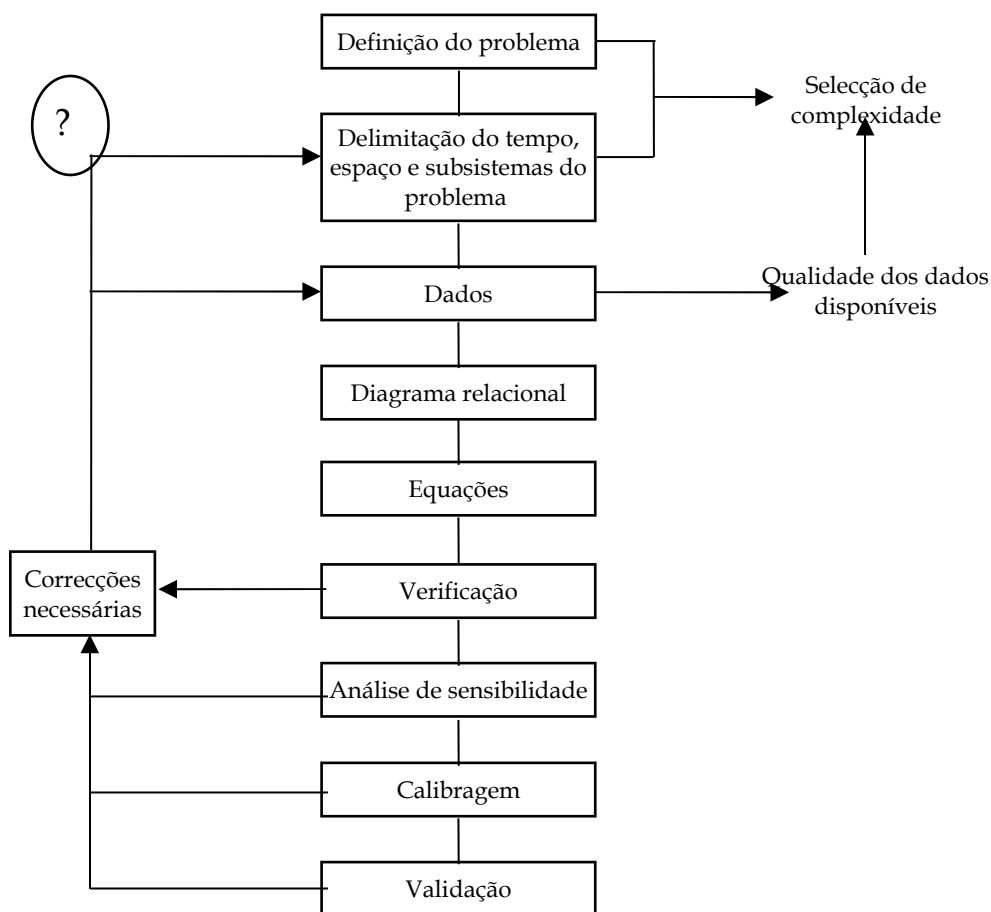 Definição do problema
?
Selecção de
complexidade
Delimitação do tempo,
espaço e subsistemas do
problema
Dados
Qualidade dos dados
disponíveis
Diagrama relacional
Equações
Correcções
necessárias
Verificação
Análise de sensibilidade
Calibragem
Validação